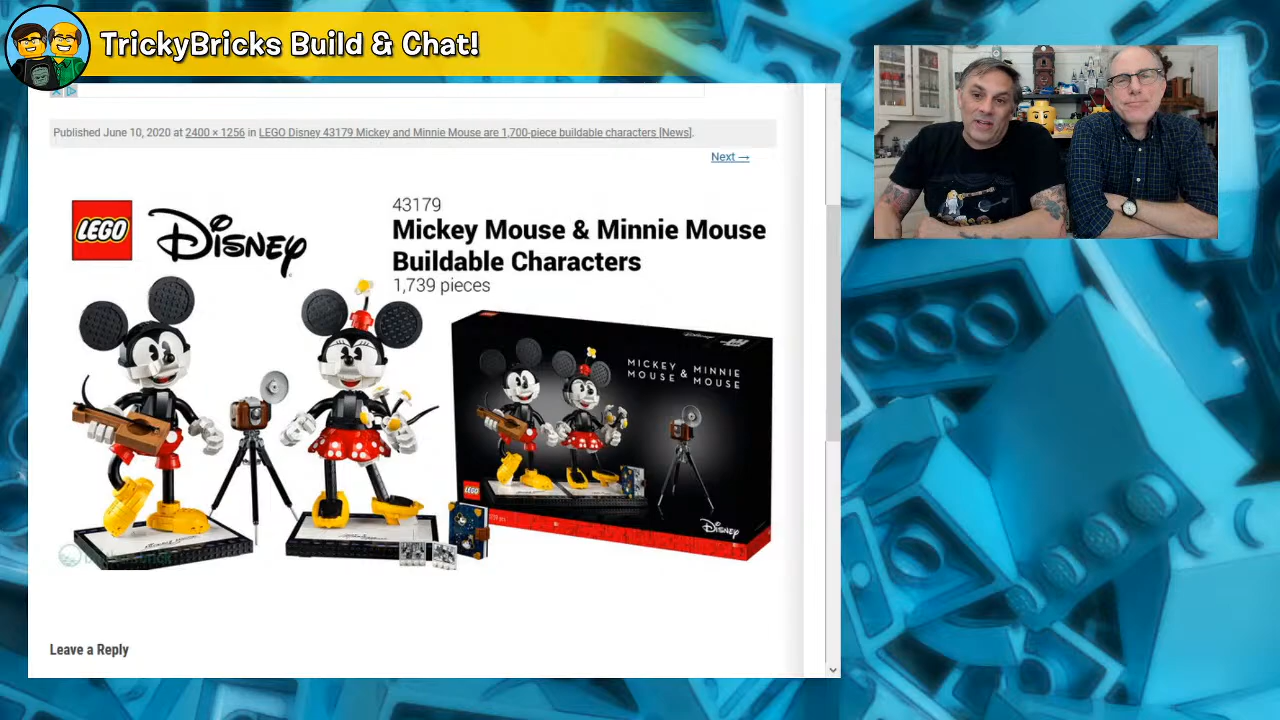 TrickyBricks Build & Chat!
Published June 10, 2020 at 2400 × 1256 in LEGO Disney 43179 Mickey and Minnie Mouse are 1,700-piece buildable characters [News].
Next →
LEGO Disney
43179
Mickey Mouse & Minnie Mouse
Buildable Characters
1,739 pieces
MICKEY & MINNIE
MOUSE MOUSE
LEGO
Disney
Leave a Reply